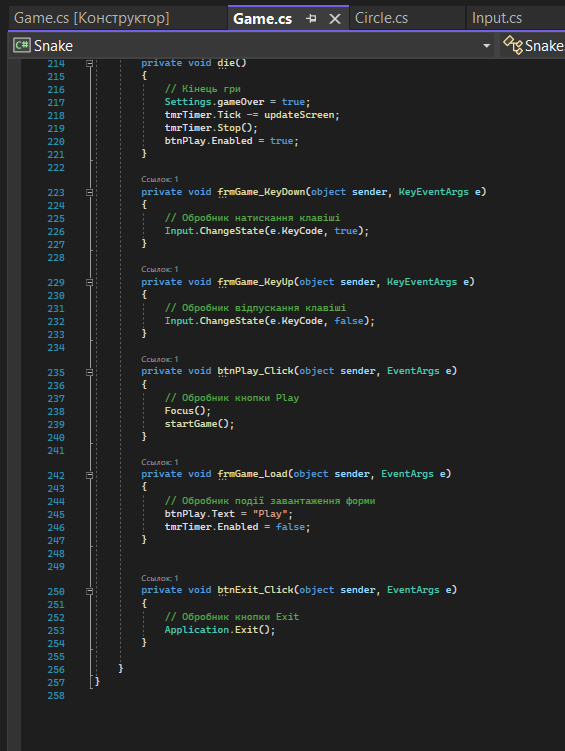 Game.cs [Конструктор]
Game.cs
Circle.cs
Input.cs
C# Snake
Snake
214 private void die()
215 {
216 // Кінець гри
217 Settings.gameOver = true;
218 tmrTimer.Tick -= updateScreen;
219 tmrTimer.Stop();
220 btnPlay.Enabled = true;
221 }
222
Ссылок: 1
223 private void frmGame_KeyDown(object sender, KeyEventArgs e)
224 {
225 // Обробник натискання клавіші
226 Input.ChangeState(e.KeyCode, true);
227 }
228
Ссылок: 1
229 private void frmGame_KeyUp(object sender, KeyEventArgs e)
230 {
231 // Обробник відпускання клавіші
232 Input.ChangeState(e.KeyCode, false);
233 }
234
Ссылок: 1
235 private void btnPlay_Click(object sender, EventArgs e)
236 {
237 // Обробник кнопки Play
238 Focus();
239 startGame();
240 }
241
Ссылок: 1
242 private void frmGame_Load(object sender, EventArgs e)
243 {
244 // Обробник події завантаження форми
245 btnPlay.Text = "Play";
246 tmrTimer.Enabled = false;
247 }
248
249
Ссылок: 1
250 private void btnExit_Click(object sender, EventArgs e)
251 {
252 // Обробник кнопки Exit
253 Application.Exit();
254 }
255
256 }
257 }
258